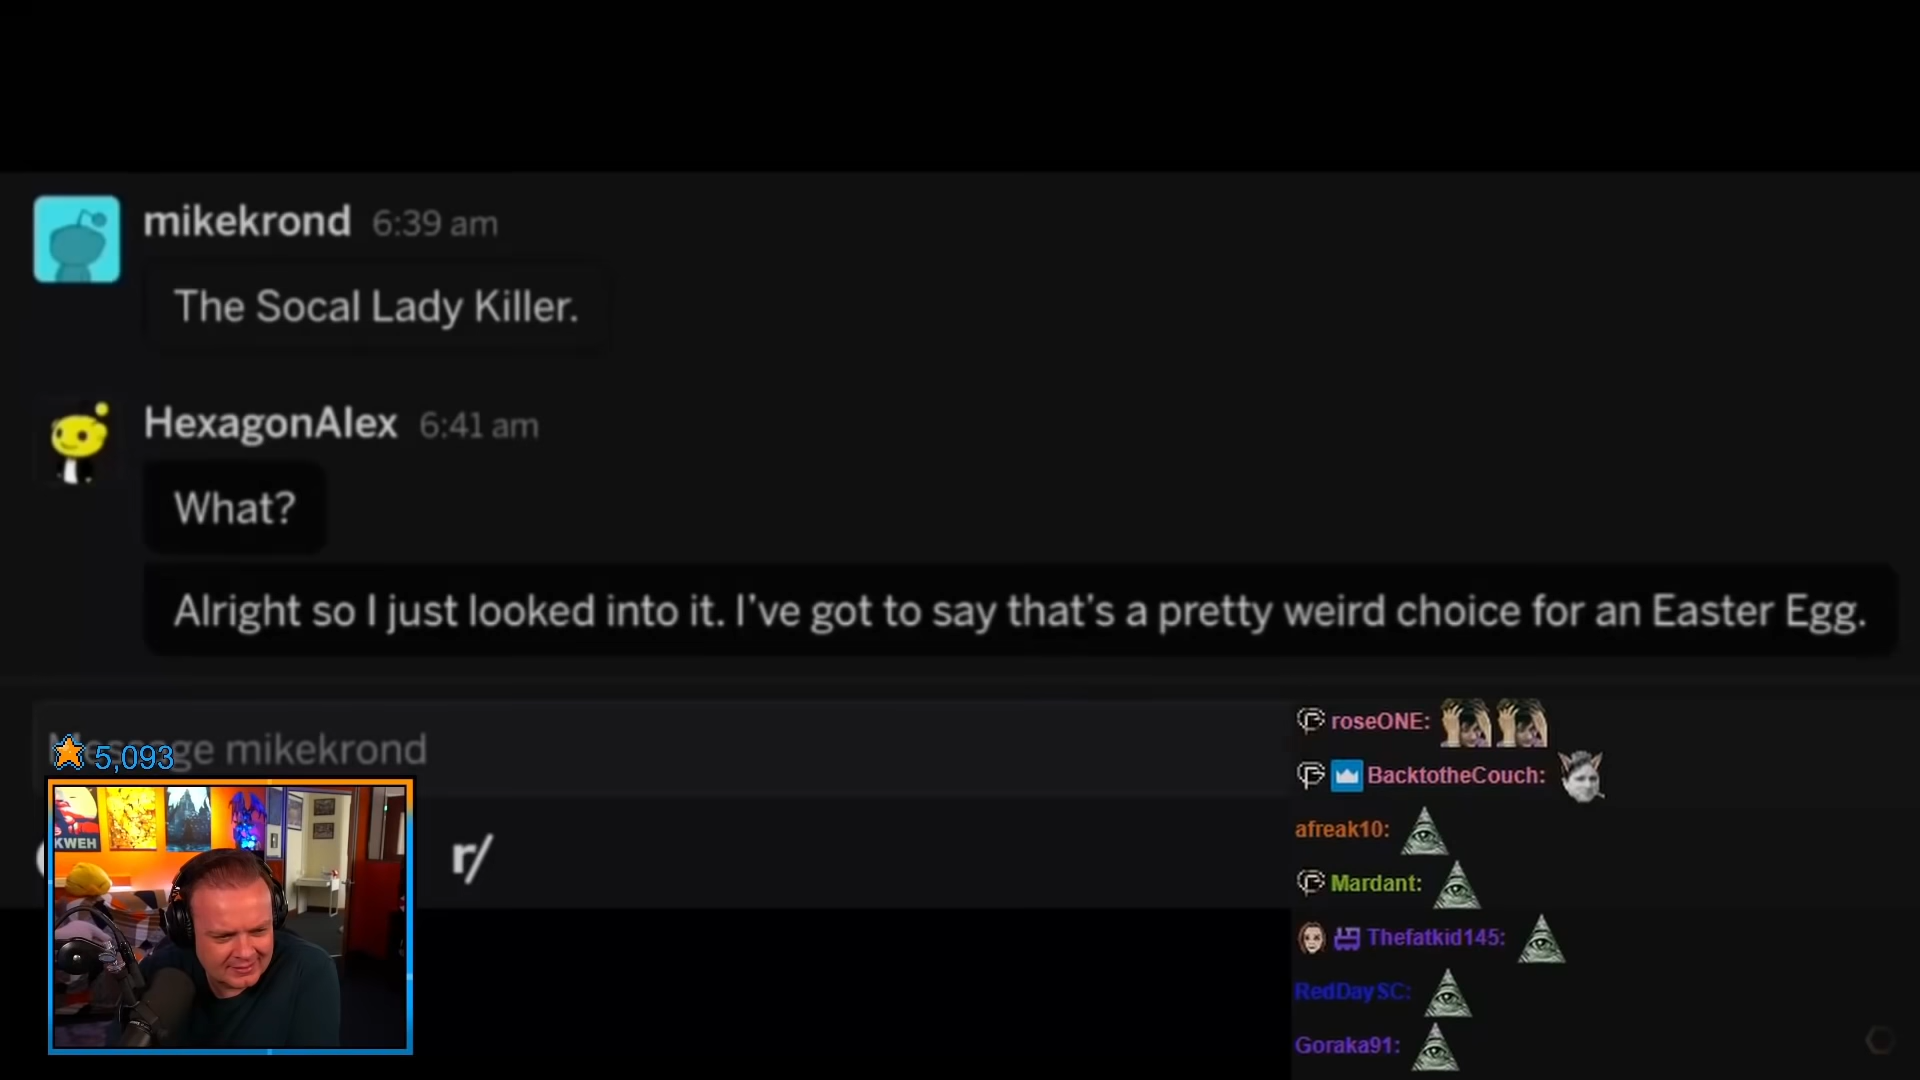 mikekrond 6:39 am
The Socal Lady Killer.
HexagonAlex 6:41 am
What?
Alright so I just looked into it. I've got to say that's a pretty weird choice for an Easter Egg.
Message mikekrond
5,093
r/
KWEH
roseONE:
BacktotheCouch:
afreak10:
Mardant:
Thefatkid145:
RedDaySC:
Goraka91: